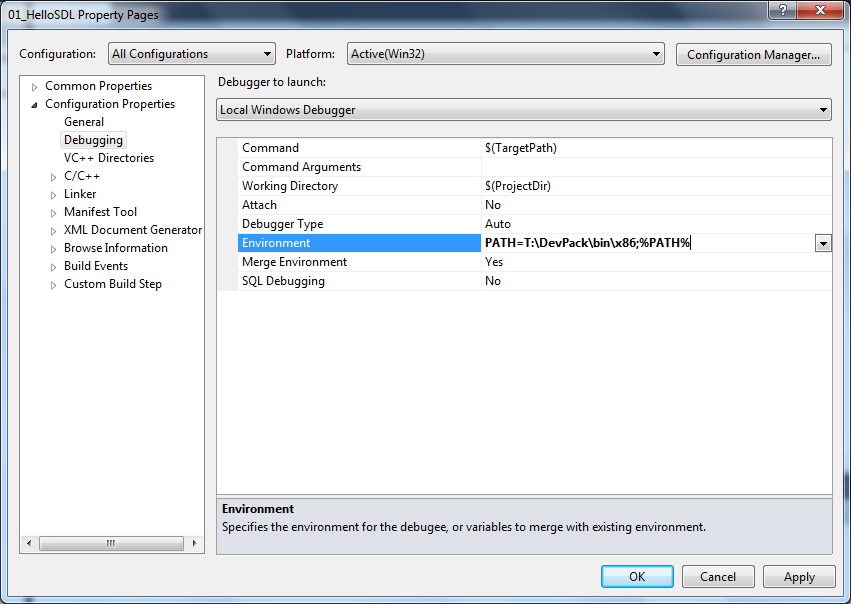 01_HelloSDL Property Pages
Configuration: All Configurations Platform: Active(Win32) Configuration Manager...
Common Properties
Configuration Properties
General
Debugging
VC++ Directories
C/C++
Linker
Manifest Tool
XML Document Generator
Browse Information
Build Events
Custom Build Step
Debugger to launch:
Local Windows Debugger
Command $(TargetPath)
Command Arguments
Working Directory $(ProjectDir)
Attach No
Debugger Type Auto
Environment PATH=T:\DevPack\bin\x86;%PATH%
Merge Environment Yes
SQL Debugging No
Environment
Specifies the environment for the debugee, or variables to merge with existing environment.
OK Cancel Apply